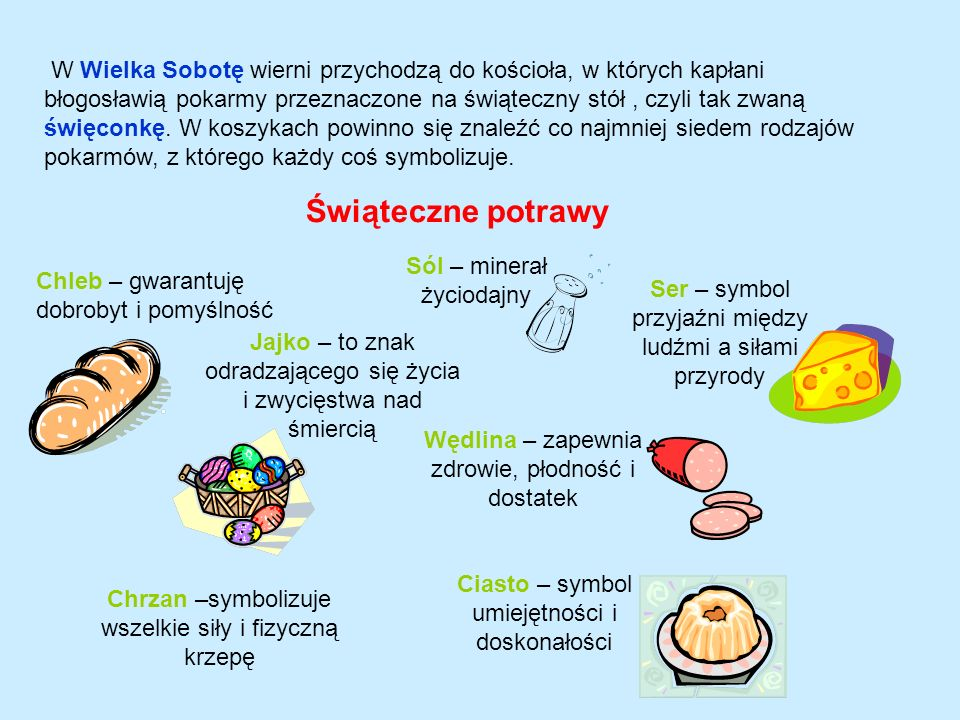 W Wielka Sobotę wierni przychodzą do kościoła, w których kapłani
błogosławią pokarmy przeznaczone na świąteczny stół , czyli tak zwaną
święconkę. W koszykach powinno się znaleźć co najmniej siedem rodzajów
pokarmów, z którego każdy coś symbolizuje.
Świąteczne potrawy
Chleb – gwarantuję
dobrobyt i pomyślność
Sól – minerał
życiodajny
Ser – symbol
przyjaźni między
ludźmi a siłami
przyrody
Jajko – to znak
odradzającego się życia
i zwycięstwa nad
śmiercią
Wędlina – zapewnia
zdrowie, płodność i
dostatek
Chrzan –symbolizuje
wszelkie siły i fizyczną
krzepę
Ciasto – symbol
umiejętności i
doskonałości